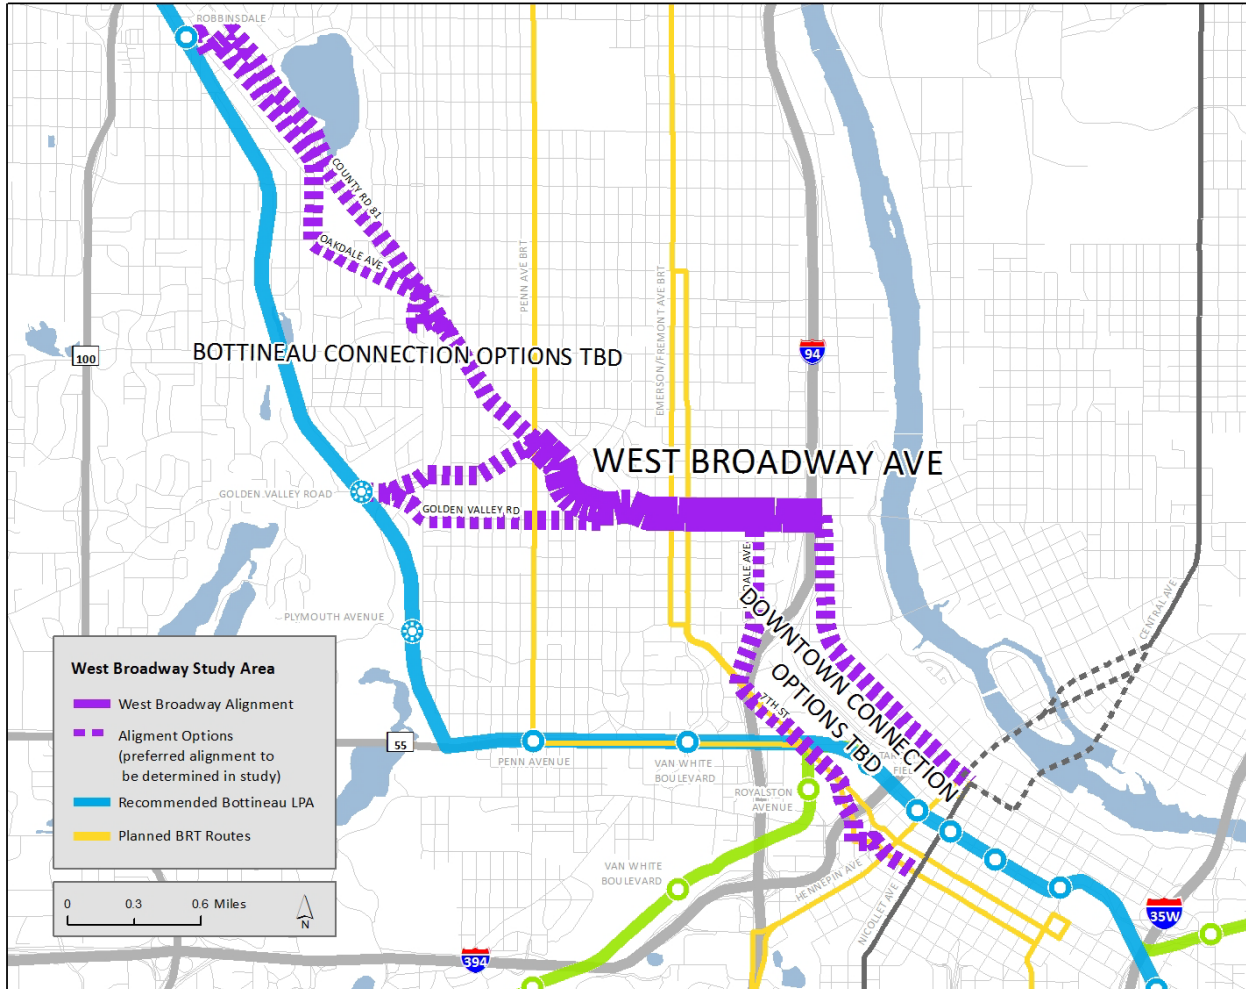 ROBBINSDALE
COUNTY RD 81
OAKDALE AVE
PENN AVE BRT
EMERSON/FREMONT AVE BRT
100
BOTTINEAU CONNECTION OPTIONS TBD
94
WEST BROADWAY AVE
GOLDEN VALLEY ROAD
GOLDEN VALLEY RD
DALE AVE
PLYMOUTH AVENUE
CENTRAL AVE
DOWNTOWN CONNECTION
OPTIONS TBD
7TH ST
55
PENN AVENUE
VAN WHITE
BOULEVARD
FIELD
ROYALSTON
AVENUE
VAN WHITE
BOULEVARD
HENNEPIN AVE
NICOLLET AVE
35W
394
West Broadway Study Area
West Broadway Alignment
Aligment Options
(preferred alignment to
be determined in study)
Recommended Bottineau LPA
Planned BRT Routes
0 0.3 0.6 Miles
N